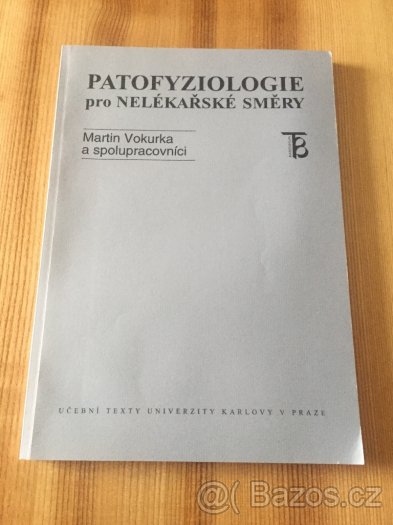 PATOFYZIOLOGIE
pro NELÉKAŘSKÉ SMĚRY
Martin Vokurka
a spolupracovníci
UČEBNÍ TEXTY UNIVERZITY KARLOVY V PRAZE
Bazos.cz